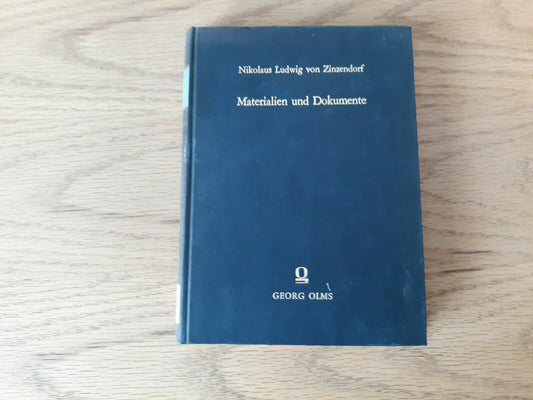 Nikolaus Ludwig von Zinzendorf
Materialien und Dokumente
GEORG OLMS